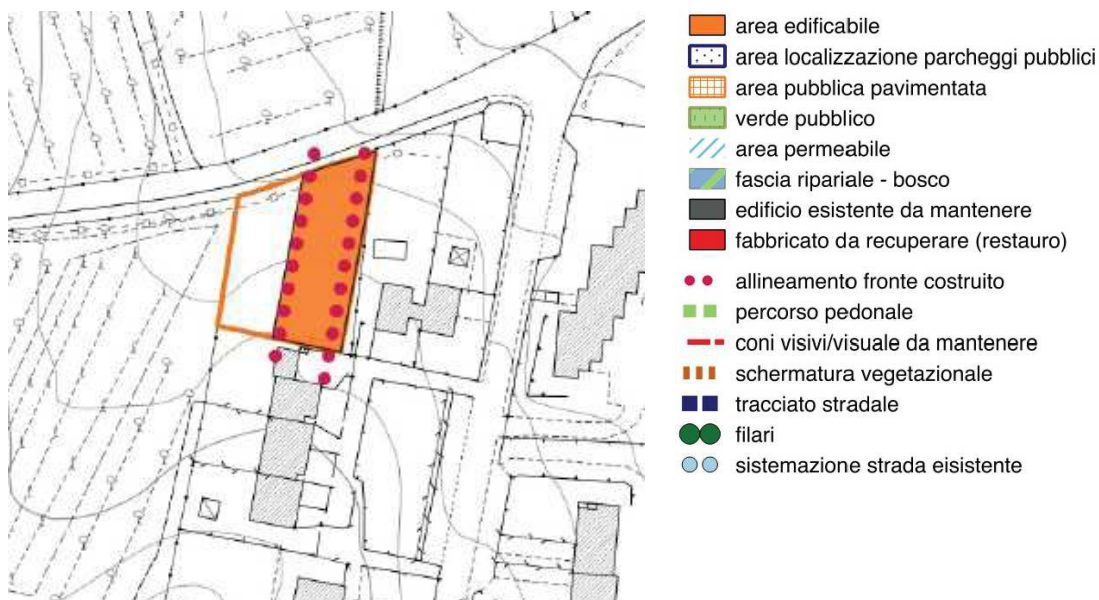 area edificabile
area localizzazione parcheggi pubblici
area pubblica pavimentata
verde pubblico
area permeabile
fascia ripariale - bosco
edificio esistente da mantenere
fabbricato da recuperare (restauro)
allineamento fronte costruito
percorso pedonale
coni visivi/visuale da mantenere
schermatura vegetazionale
tracciato stradale
filari
sistemazione strada eisistente